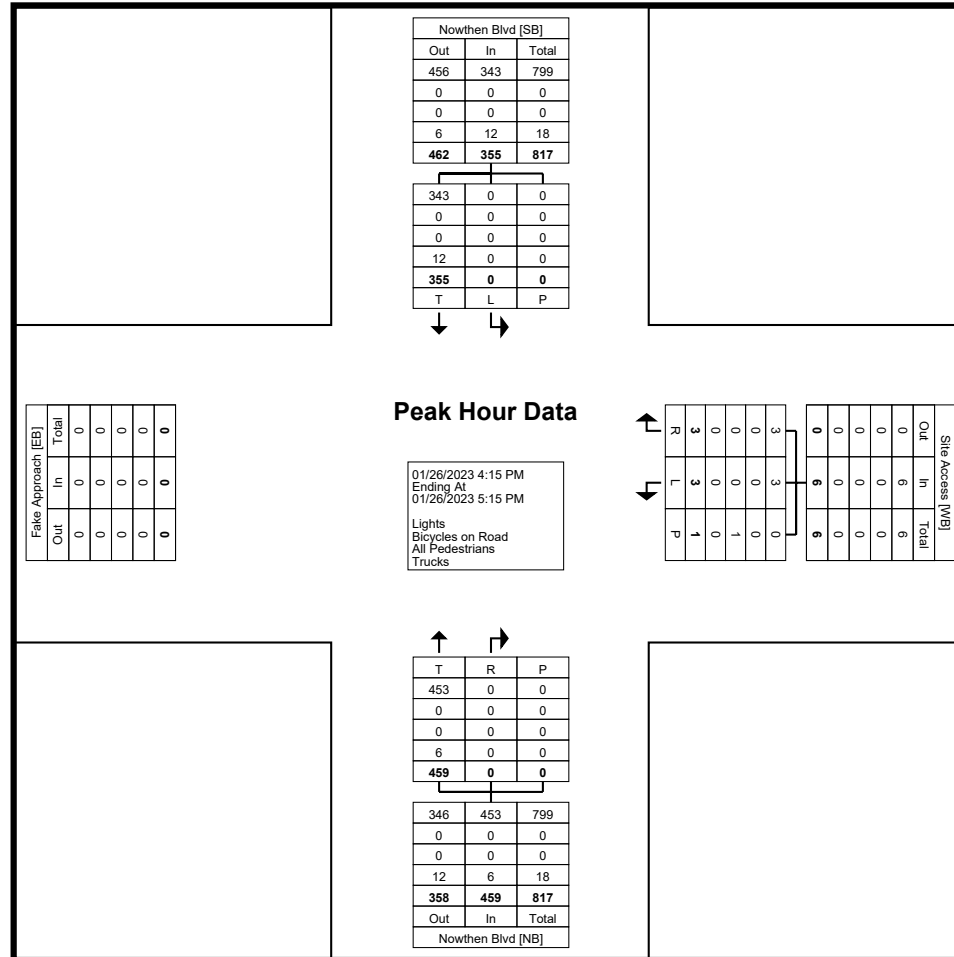 Nowthen Blvd [SB]
Out In Total
456 343 799
0 0 0
0 0 0
6 12 18
462 355 817
343 0 0
0 0 0
0 0 0
12 0 0
355 0 0
T L P
Fake Approach [EB]
Total 0 0 0 0 0
In 0 0 0 0 0
Out 0 0 0 0 0
Peak Hour Data
01/26/2023 4:15 PM
Ending At
01/26/2023 5:15 PM
Lights
Bicycles on Road
All Pedestrians
Trucks
R 3 0 0 0 3
L 3 0 0 0 3
P 1 0 1 0 0
Site Access [WB]
Out In Total
0 6 6
0 0 0
0 0 0
0 0 0
0 6 6
T R P
453 0 0
0 0 0
0 0 0
6 0 0
459 0 0
346 453 799
0 0 0
0 0 0
12 6 18
358 459 817
Out In Total
Nowthen Blvd [NB]